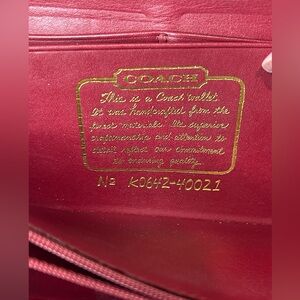 COACH
This is a Coach wallet.
It was handcrafted from the
finest materials. The superior
craftsmanship and attention to
detail reflect our commitment
to enduring quality.
No K0642-40021